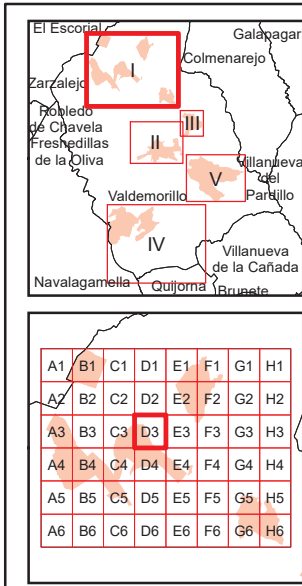 El Escorial
Galapagar
I
Colmenarejo
Zarzalejo
III
Robledo
de Chavela
Fresnedillas
de la Oliva
II
Villanueva
del
Pardillo
V
Valdemorillo
IV
Villanueva
de la Cañada
Navalagamella
Quijorna
Brunete
A1 B1 C1 D1 E1 F1 G1 H1
A2 B2 C2 D2 E2 F2 G2 H2
A3 B3 C3 D3 E3 F3 G3 H3
A4 B4 C4 D4 E4 F4 G4 H4
A5 B5 C5 D5 E5 F5 G5 H5
A6 B6 C6 D6 E6 F6 G6 H6